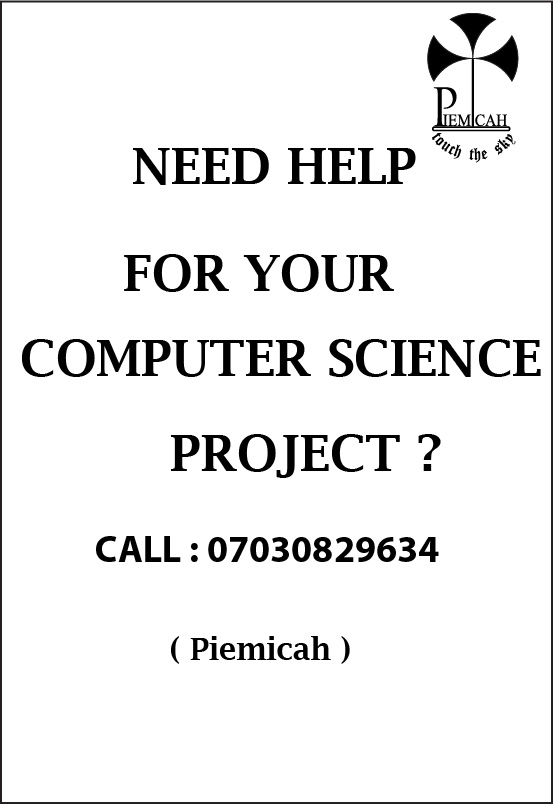 PIEMICAH
touch the sky
NEED HELP
FOR YOUR
COMPUTER SCIENCE
PROJECT ?
CALL : 07030829634
( Piemicah )